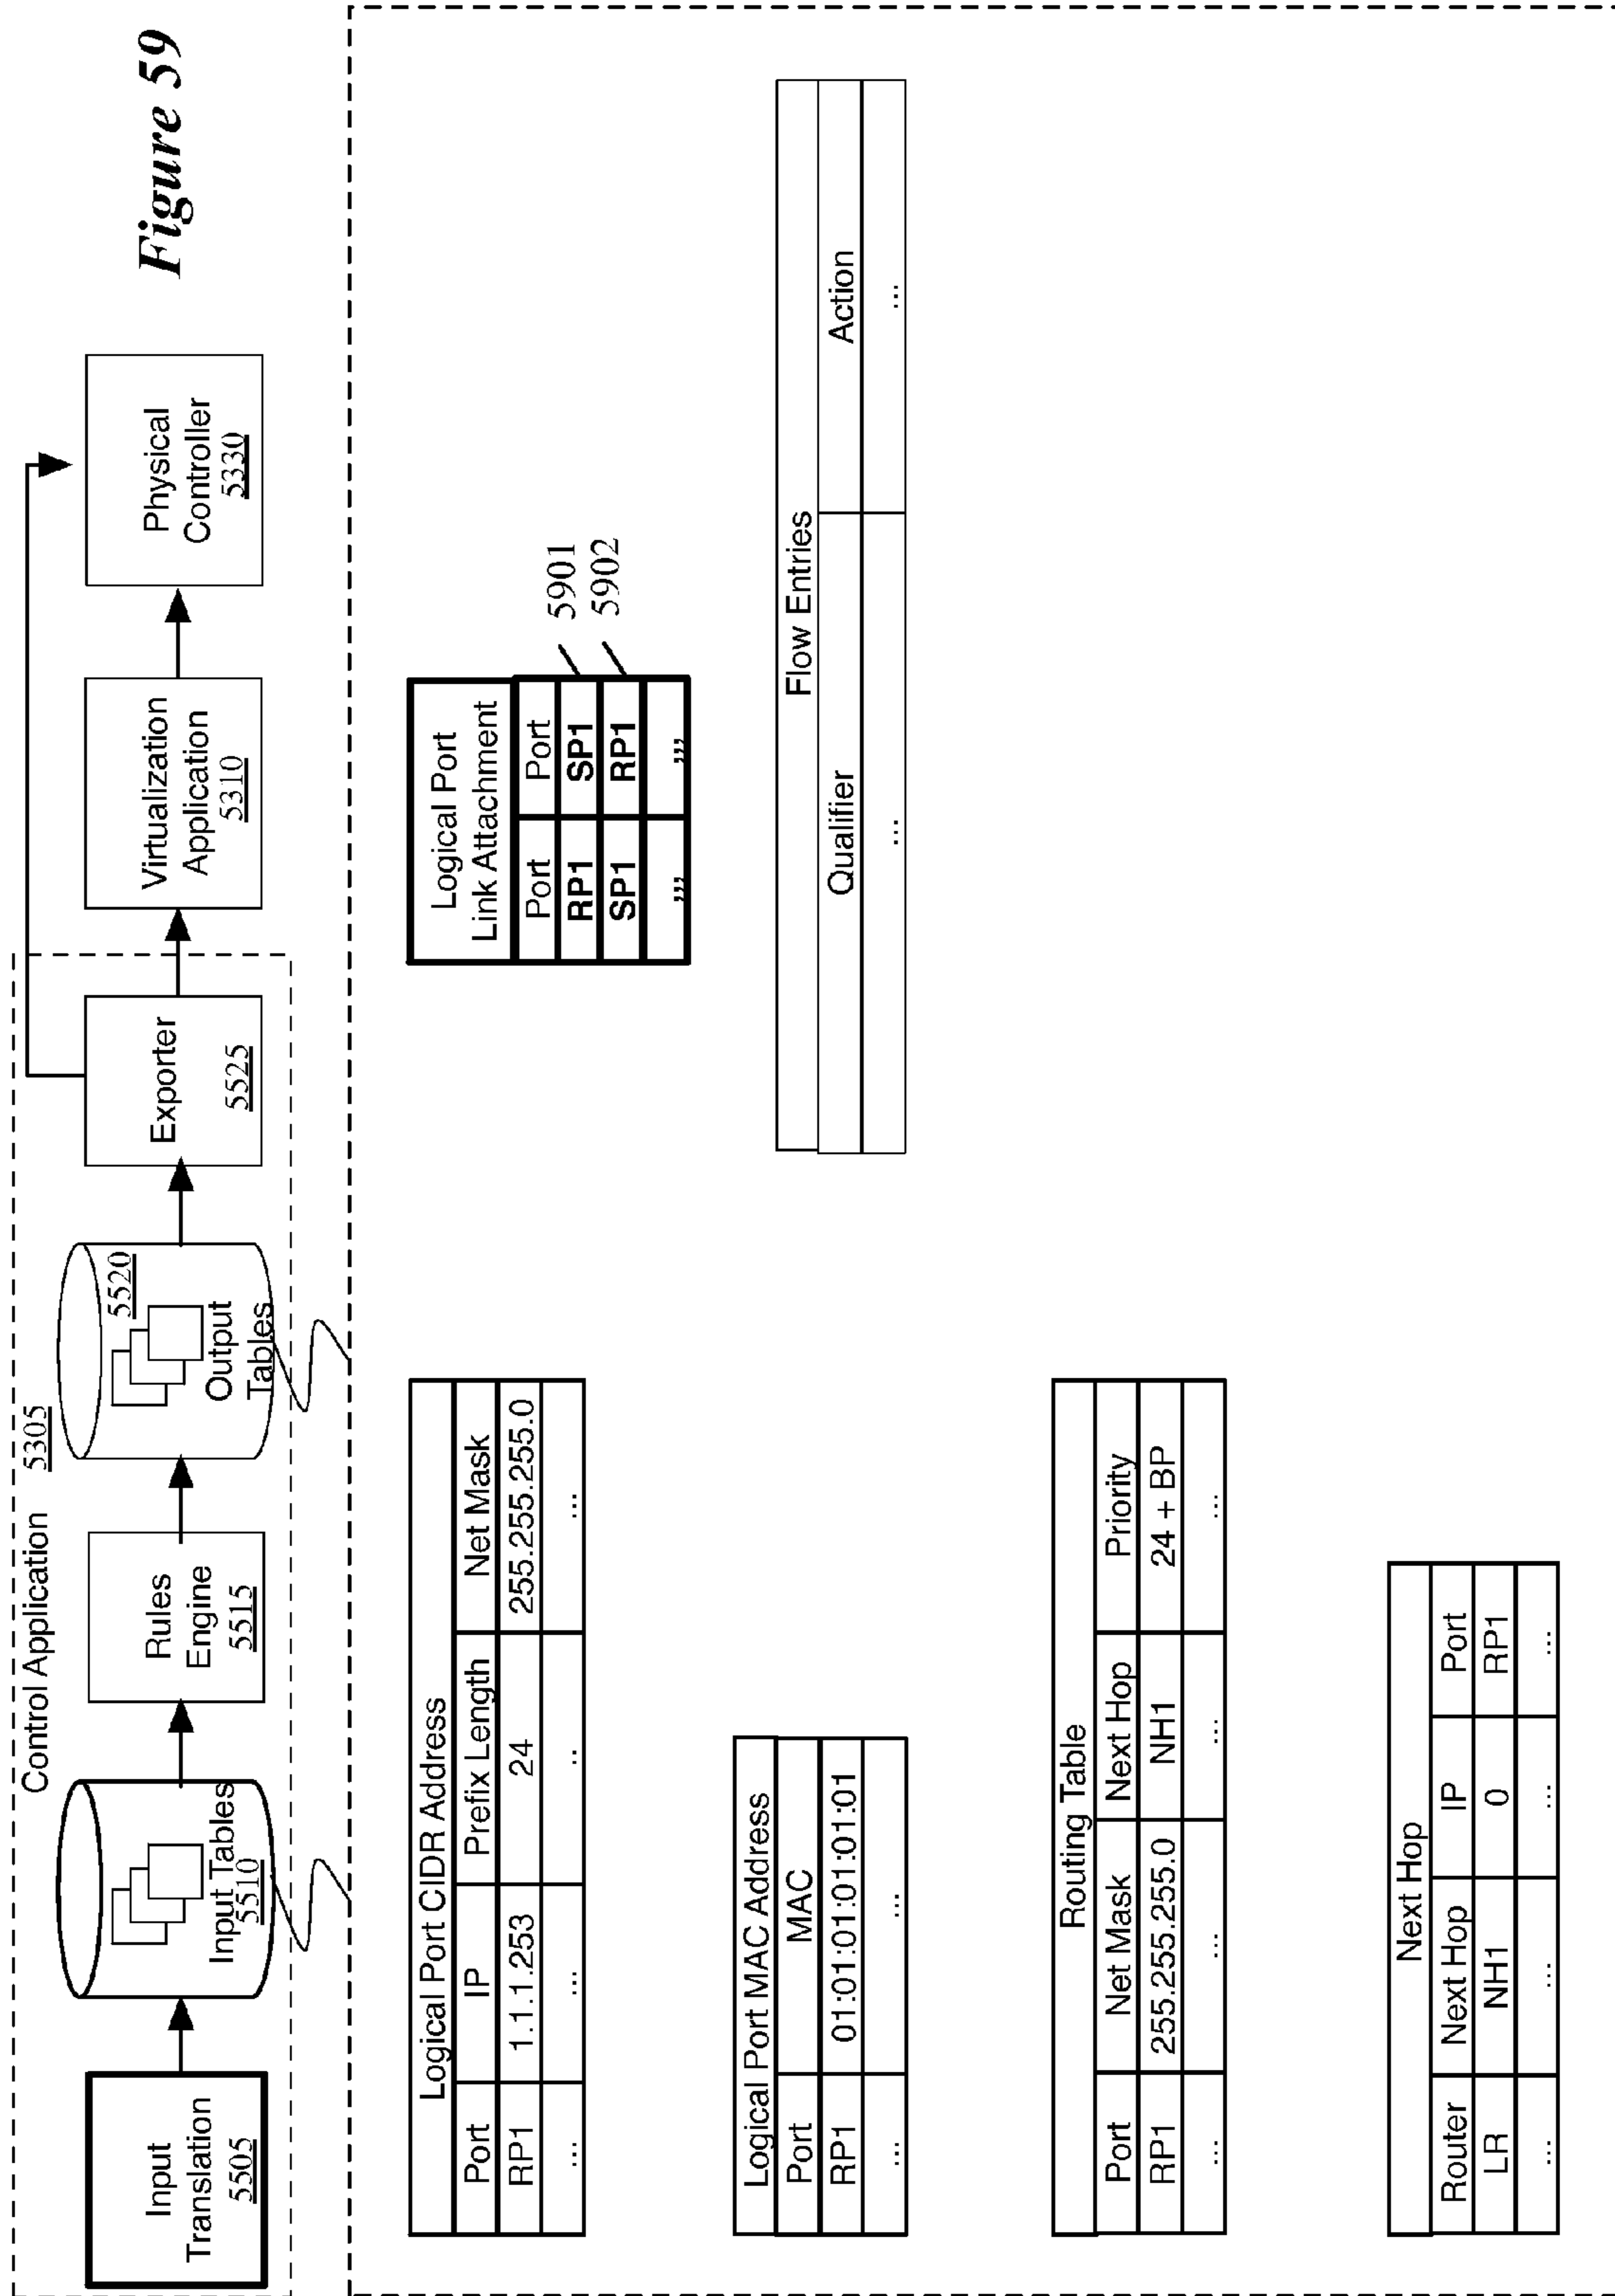 Figure 59
Control Application
5305
Input
Translation
5505
Input Tables
5510
Rules
Engine
5515
5520
Output
Tables
Exporter
5525
Virtualization
Application
5310
Physical
Controller
5330
Logical Port CIDR Address
Port IP Prefix Length Net Mask
RP1 1.1.1.253 24 255.255.255.0
... ... .. ...
Logical Port
Link Attachment
Port Port
RP1 SP1 5901
SP1 RP1 5902
,,, ,,,
Logical Port MAC Address
Port MAC
RP1 01:01:01:01:01:01
... ...
Flow Entries
Qualifier Action
... ...
Routing Table
Port Net Mask Next Hop Priority
RP1 255.255.255.0 NH1 24 + BP
... ... ... ...
Next Hop
Router Next Hop IP Port
LR NH1 0 RP1
... ... ... ...